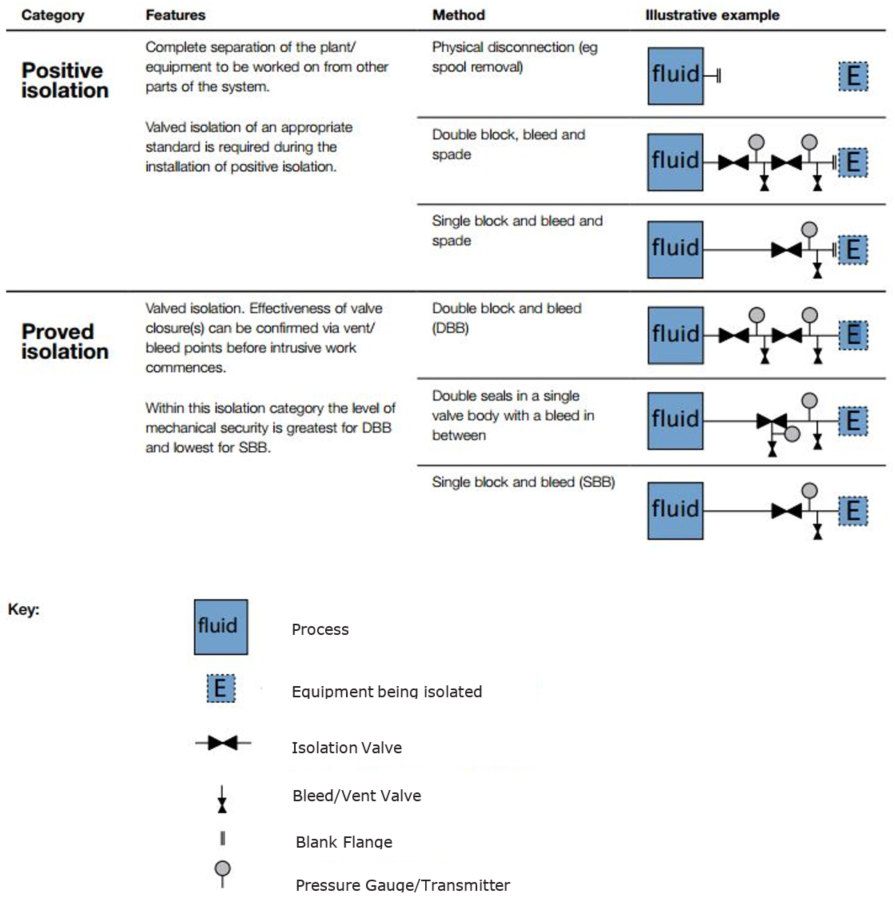 Category Features Method Illustrative example
Positive
isolation
Complete separation of the plant/
equipment to be worked on from other
parts of the system.
Valved isolation of an appropriate
standard is required during the
installation of positive isolation.
Physical disconnection (eg
spool removal)
fluid E
Double block, bleed and
spade
fluid E
Single block and bleed and
spade
fluid E
Proved
isolation
Valved isolation. Effectiveness of valve
closure(s) can be confirmed via vent/
bleed points before intrusive work
commences.
Within this isolation category the level of
mechanical security is greatest for DBB
and lowest for SBB.
Double block and bleed
(DBB)
fluid E
Double seals in a single
valve body with a bleed in
between
fluid E
Single block and bleed (SBB)
fluid E
Key:
fluid Process
E Equipment being isolated
Isolation Valve
Bleed/Vent Valve
Blank Flange
Pressure Gauge/Transmitter